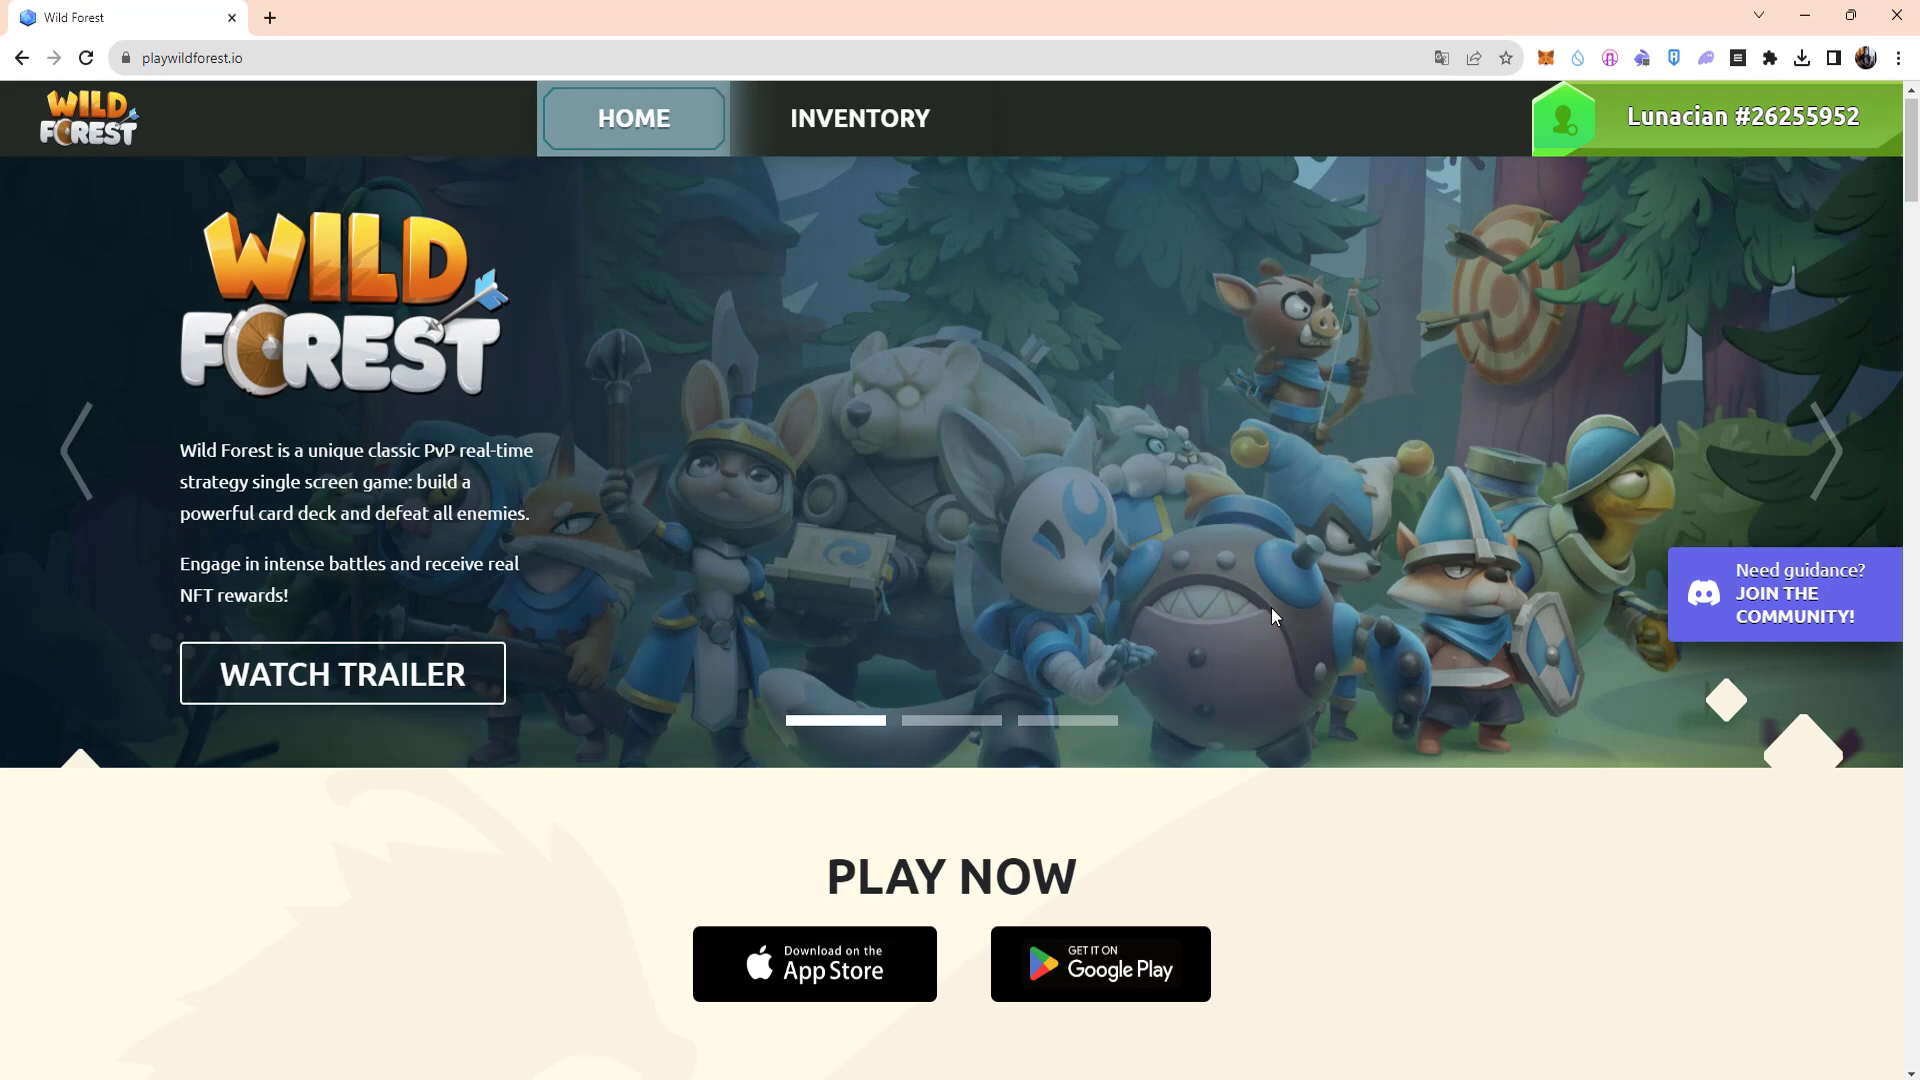 Wild Forest
playwildforest.io
WILD
FOREST
HOME
INVENTORY
Lunacian #26255952
WILD
FOREST
Wild Forest is a unique classic PvP real-time
strategy single screen game: build a
powerful card deck and defeat all enemies.
Engage in intense battles and receive real
NFT rewards!
WATCH TRAILER
Need guidance?
JOIN THE
COMMUNITY!
PLAY NOW
Download on the
App Store
GET IT ON
Google Play